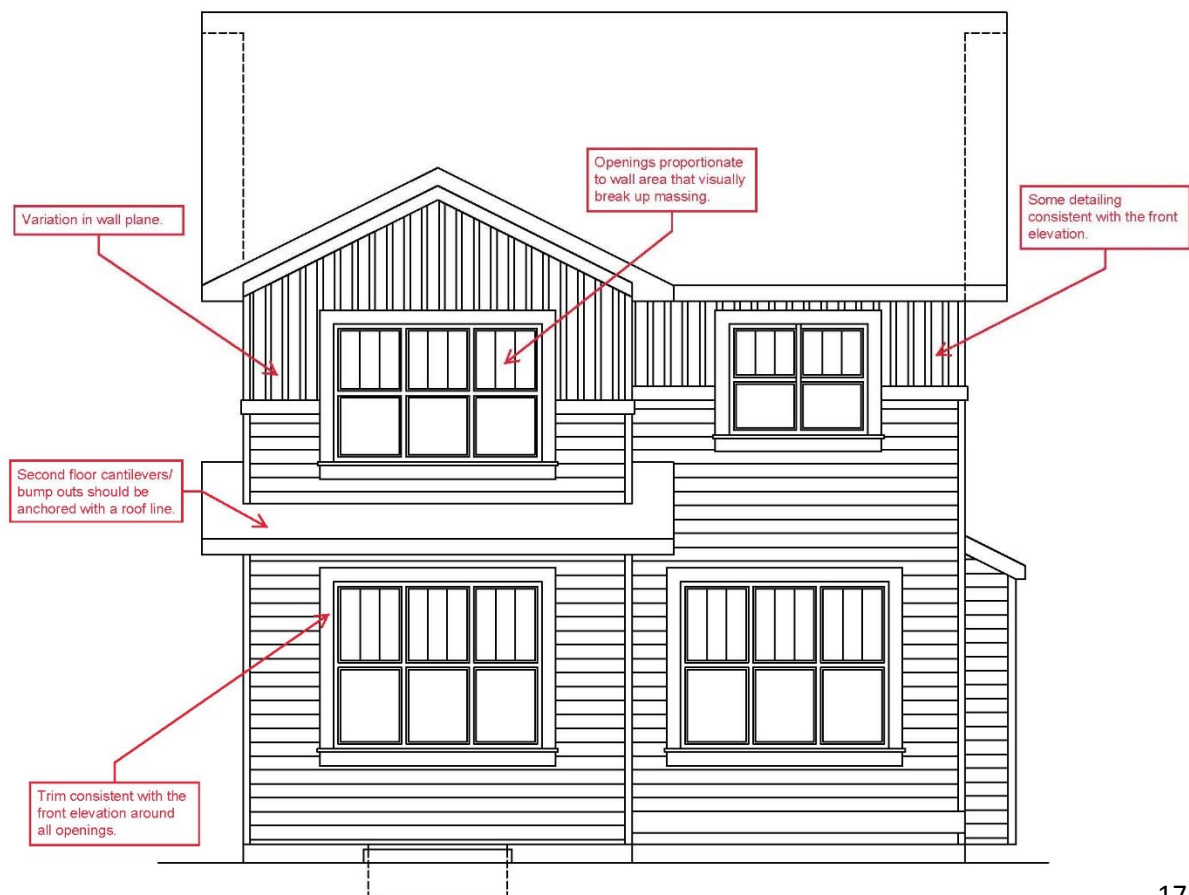 Openings proportionate
to wall area that visually
break up massing.
Variation in wall plane.
Some detailing
consistent with the front
elevation.
Second floor cantilevers/
bump outs should be
anchored with a roof line.
Trim consistent with the
front elevation around
all openings.
17